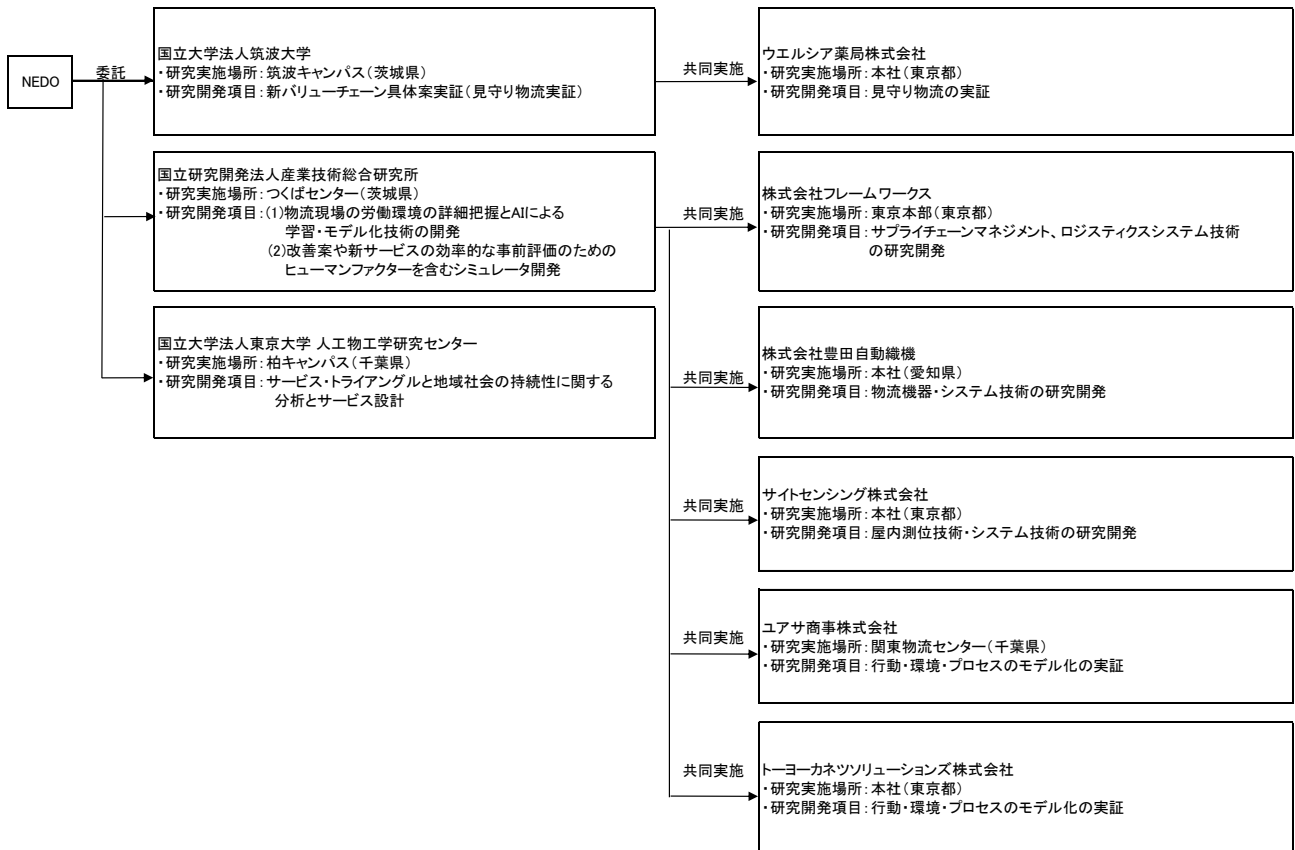 NEDO
委託
国立大学法人筑波大学
・研究実施場所：筑波キャンパス（茨城県）
・研究開発項目：新バリューチェーン具体案実証（見守り物流実証）
共同実施
ウエルシア薬局株式会社
・研究実施場所：本社（東京都）
・研究開発項目：見守り物流の実証
国立研究開発法人産業技術総合研究所
・研究実施場所：つくばセンター（茨城県）
・研究開発項目：(1)物流現場の労働環境の詳細把握とAIによる
学習・モデル化技術の開発
(2)改善案や新サービスの効率的な事前評価のための
ヒューマンファクターを含むシミュレータ開発
共同実施
株式会社フレームワークス
・研究実施場所：東京本部（東京都）
・研究開発項目：サプライチェーンマネジメント、ロジスティクスシステム技術
の研究開発
国立大学法人東京大学 人工物工学研究センター
・研究実施場所：柏キャンパス（千葉県）
・研究開発項目：サービス・トライアングルと地域社会の持続性に関する
分析とサービス設計
共同実施
株式会社豊田自動織機
・研究実施場所：本社（愛知県）
・研究開発項目：物流機器・システム技術の研究開発
共同実施
サイトセンシング株式会社
・研究実施場所：本社（東京都）
・研究開発項目：屋内測位技術・システム技術の研究開発
共同実施
ユアサ商事株式会社
・研究実施場所：関東物流センター（千葉県）
・研究開発項目：行動・環境・プロセスのモデル化の実証
共同実施
トーヨーカネツソリューションズ株式会社
・研究実施場所：本社（東京都）
・研究開発項目：行動・環境・プロセスのモデル化の実証